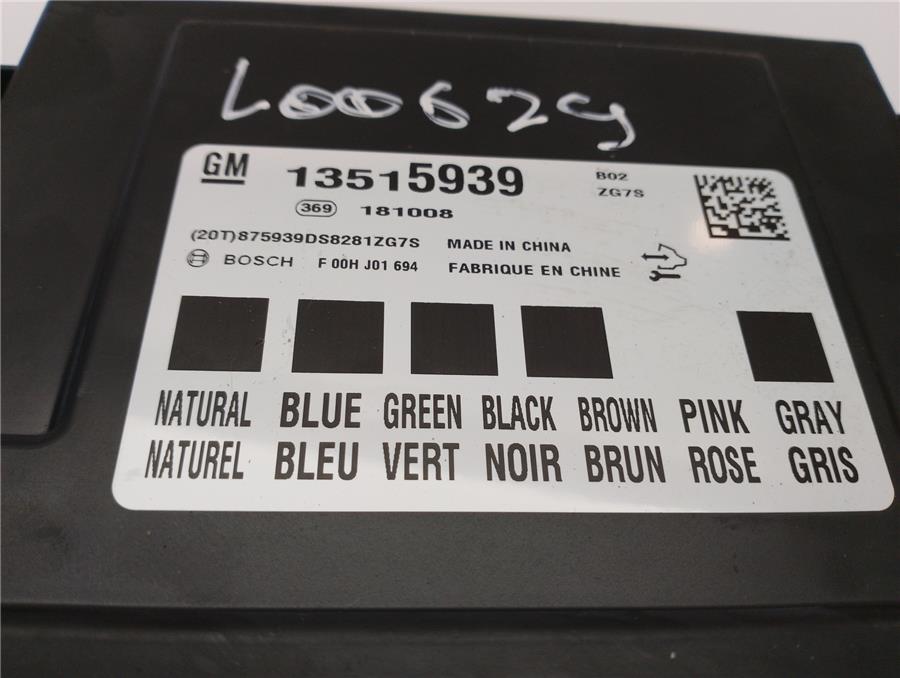 L00629
GM 13515939 B02
ZG7S
369 181008
(20T)875939DS8281ZG7S MADE IN CHINA
BOSCH F 00H J01 694 FABRIQUE EN CHINE
NATURAL BLUE GREEN BLACK BROWN PINK GRAY
NATUREL BLEU VERT NOIR BRUN ROSE GRIS